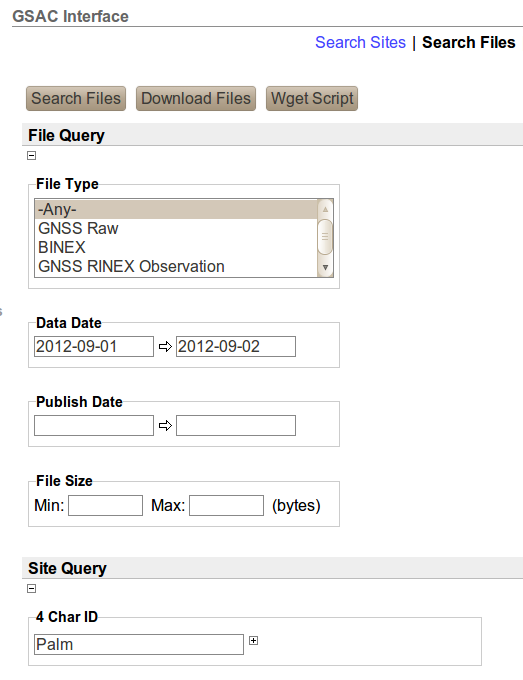 GSAC Interface
Search Sites | Search Files
Search Files Download Files Wget Script
File Query
File Type
-Any-
GNSS Raw
BINEX
GNSS RINEX Observation
Data Date
2012-09-01 2012-09-02
Publish Date
File Size
Min: Max: (bytes)
Site Query
4 Char ID
Palm